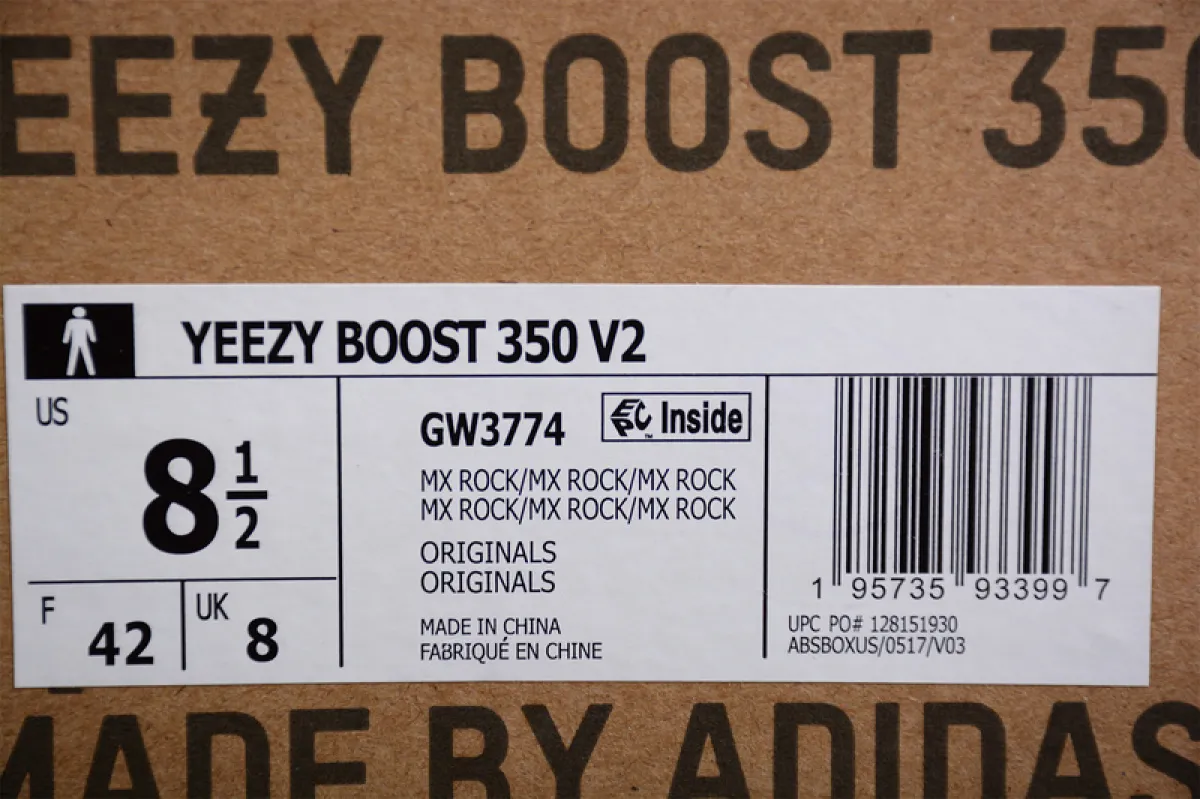 EEZY BOOST 350
YEEZY BOOST 350 V2
US
8 1/2
F
42
UK
8
GW3774
EPC™ Inside
MX ROCK/MX ROCK/MX ROCK
MX ROCK/MX ROCK/MX ROCK
ORIGINALS
ORIGINALS
MADE IN CHINA
FABRIQUÉ EN CHINE
1 95735 93399 7
UPC PO# 128151930
ABSBOXUS/0517/V03
MADE BY ADIDAS